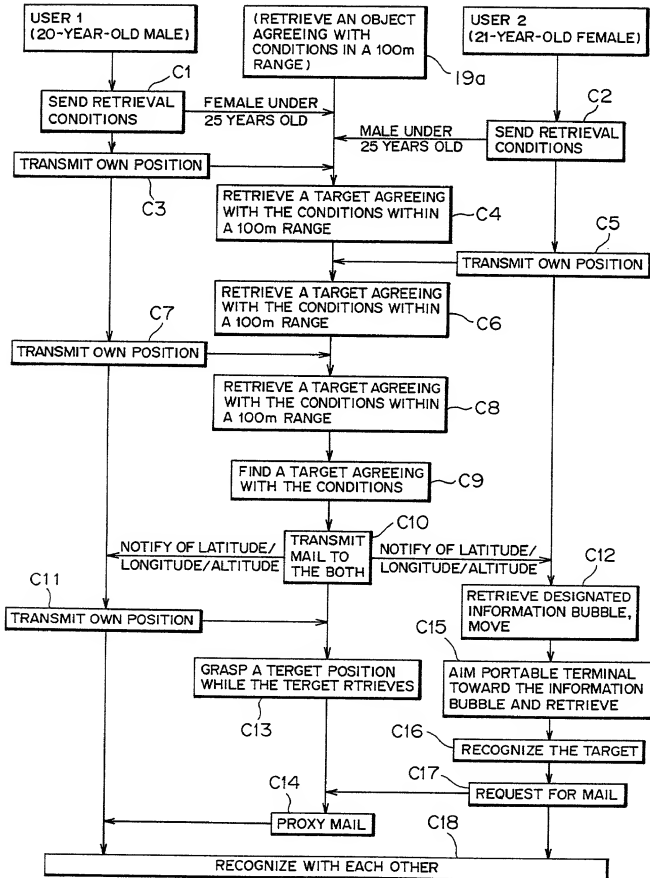 USER 1
(20-YEAR-OLD MALE)
(RETRIEVE AN OBJECT
AGREEING WITH
CONDITIONS IN A 100m
RANGE)
19a
USER 2
(21-YEAR-OLD FEMALE)
C1
SEND RETRIEVAL
CONDITIONS
FEMALE UNDER
25 YEARS OLD
C2
MALE UNDER
25 YEARS OLD
SEND RETRIEVAL
CONDITIONS
TRANSMIT OWN POSITION
C3
RETRIEVE A TARGET AGREEING
WITH THE CONDITIONS WITHIN
A 100m RANGE
C4
C5
TRANSMIT OWN POSITION
RETRIEVE A TARGET AGREEING
WITH THE CONDITIONS WITHIN
A 100m RANGE
C6
C7
TRANSMIT OWN POSITION
RETRIEVE A TARGET AGREEING
WITH THE CONDITIONS WITHIN
A 100m RANGE
C8
FIND A TARGET AGREEING
WITH THE CONDITIONS
C9
C10
TRANSMIT
MAIL TO
THE BOTH
NOTIFY OF LATITUDE/
LONGITUDE/ALTITUDE
NOTIFY OF LATITUDE/
LONGITUDE/ALTITUDE
C11
TRANSMIT OWN POSITION
C12
RETRIEVE DESIGNATED
INFORMATION BUBBLE,
MOVE
GRASP A TERGET POSITION
WHILE THE TERGET RTRIEVES
C13
C15
AIM PORTABLE TERMINAL
TOWARD THE INFORMATION
BUBBLE AND RETRIEVE
C16
RECOGNIZE THE TARGET
C17
REQUEST FOR MAIL
C14
PROXY MAIL
C18
RECOGNIZE WITH EACH OTHER